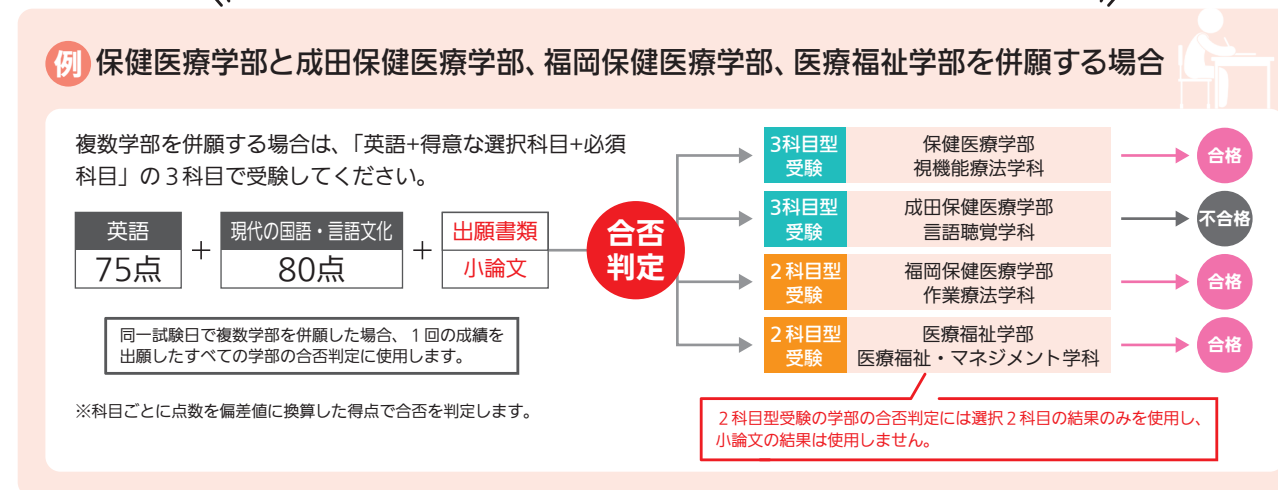 例 保健医療学部と成田保健医療学部、福岡保健医療学部、医療福祉学部を併願する場合
複数学部を併願する場合は、「英語+得意な選択科目+必須
科目」の3科目で受験してください。
英語
75点
+
現代の国語・言語文化
80点
+
出願書類
小論文
同一試験日で複数学部を併願した場合、1回の成績を
出願したすべての学部の合否判定に使用します。
※科目ごとに点数を偏差値に換算した得点で合否を判定します。
合否
判定
3科目型
受験
保健医療学部
視機能療法学科
合格
3科目型
受験
成田保健医療学部
言語聴覚学科
不合格
2科目型
受験
福岡保健医療学部
作業療法学科
合格
2科目型
受験
医療福祉学部
医療福祉・マネジメント学科
合格
2科目型受験の学部の合否判定には選択2科目の結果のみを使用し、
小論文の結果は使用しません。